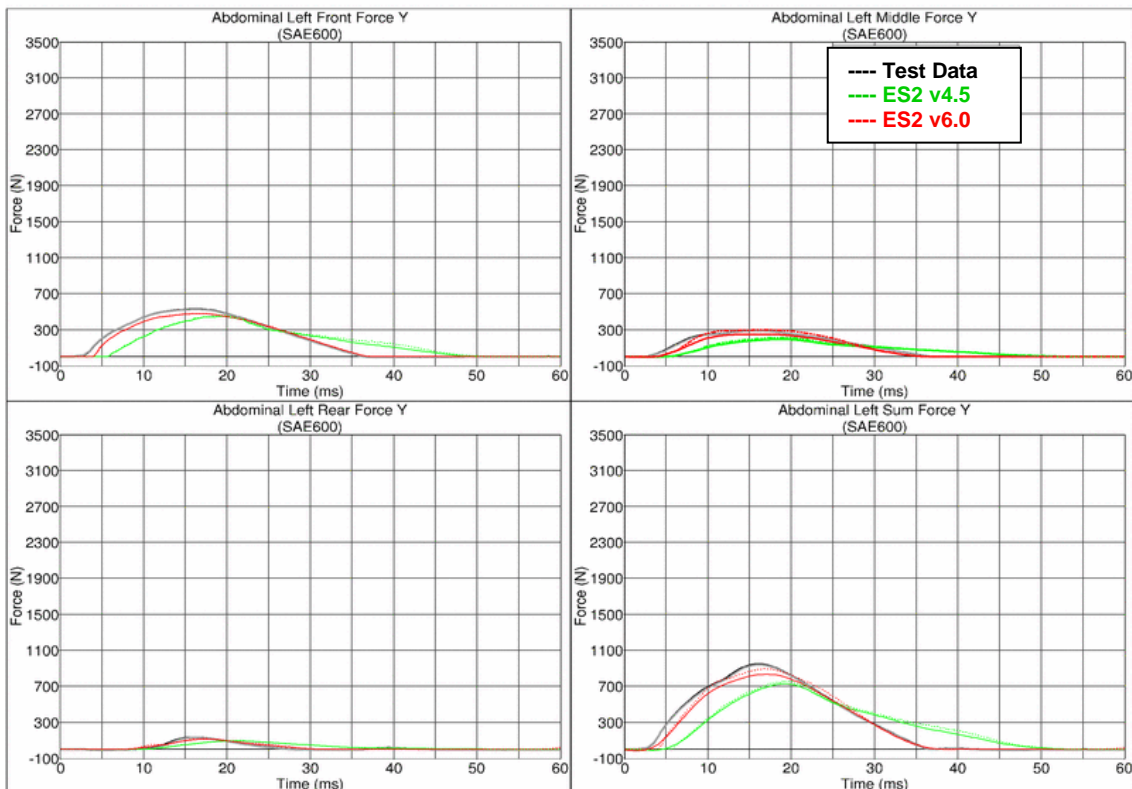 Abdominal Left Front Force Y
(SAE600)
3500
3100
2700
2300
1900
1500
1100
700
300
-100
Force (N)
0 10 20 30 40 50 60
Time (ms)
Abdominal Left Middle Force Y
(SAE600)
---- Test Data
---- ES2 v4.5
---- ES2 v6.0
3500
3100
2700
2300
1900
1500
1100
700
300
-100
Force (N)
0 10 20 30 40 50 60
Time (ms)
Abdominal Left Rear Force Y
(SAE600)
3500
3100
2700
2300
1900
1500
1100
700
300
-100
Force (N)
0 10 20 30 40 50 60
Time (ms)
Abdominal Left Sum Force Y
(SAE600)
3500
3100
2700
2300
1900
1500
1100
700
300
-100
Force (N)
0 10 20 30 40 50 60
Time (ms)